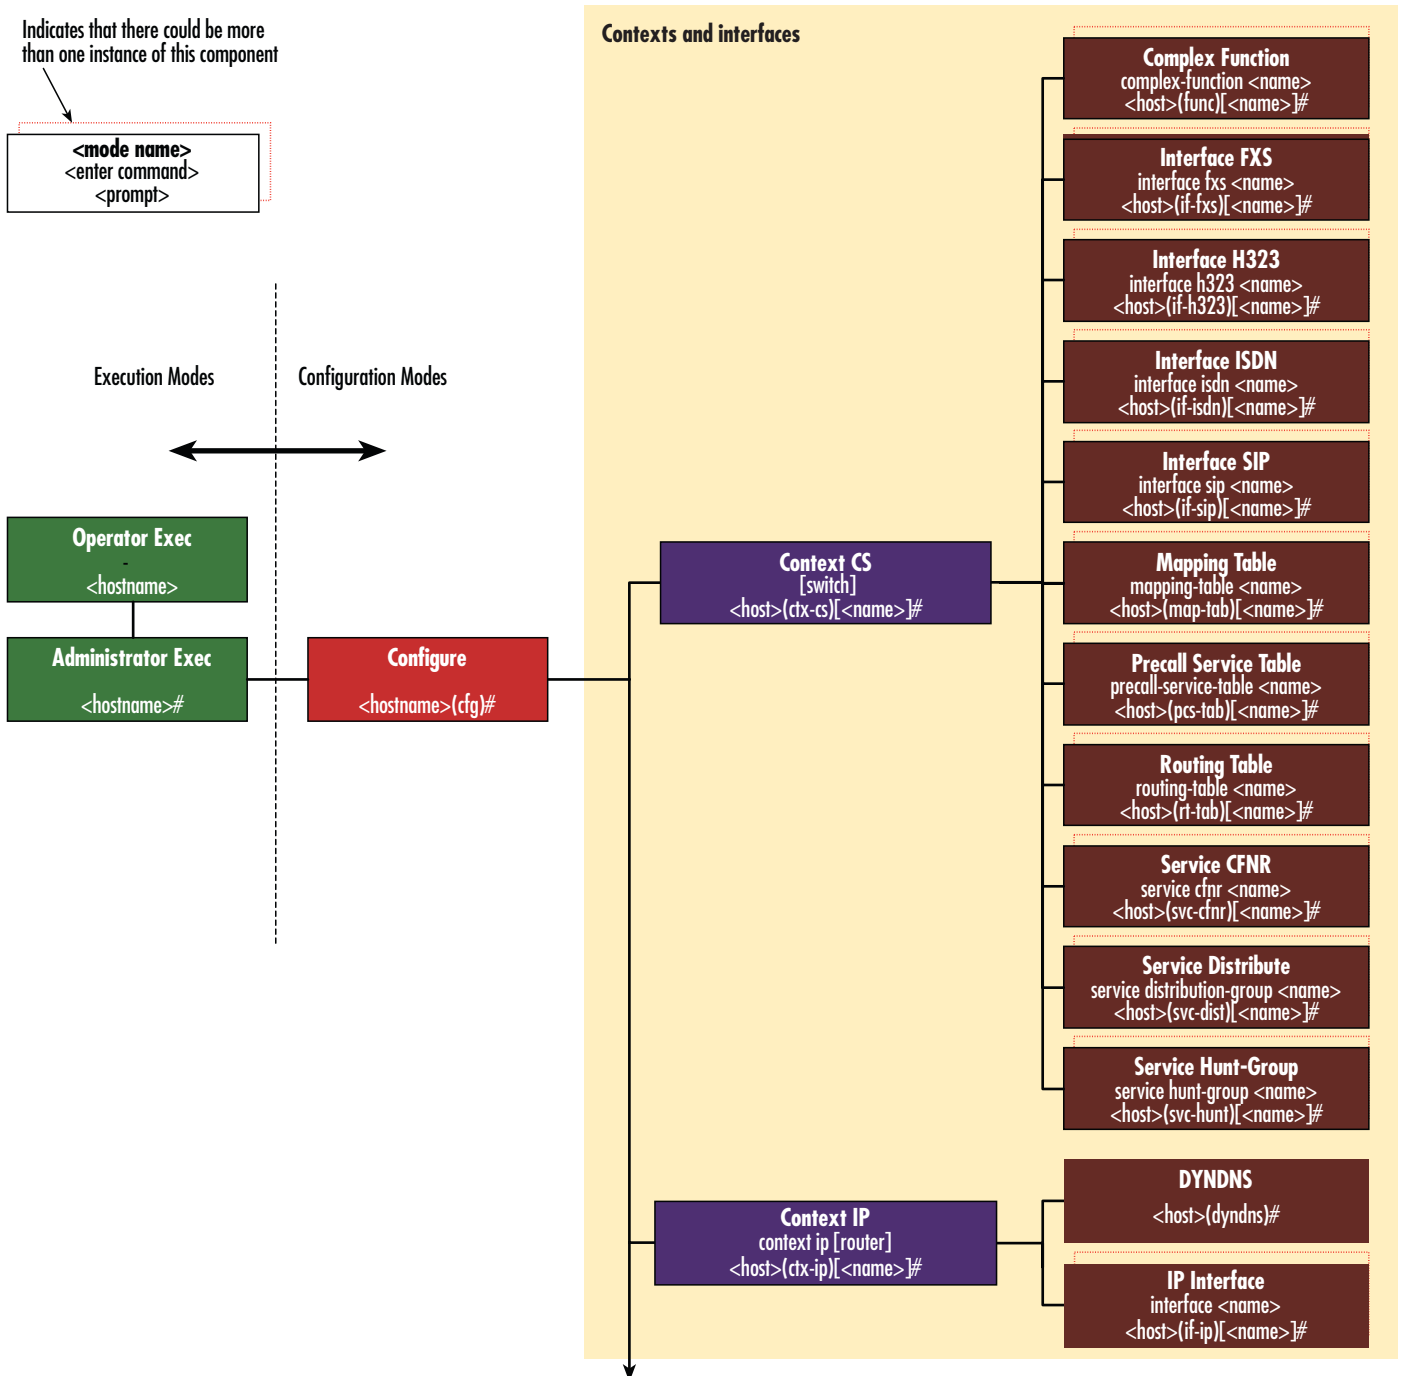 Indicates that there could be more
than one instance of this component
<mode name>
<enter command>
<prompt>
Execution Modes
Configuration Modes
Operator Exec
-
<hostname>
Administrator Exec
<hostname>#
Configure
<hostname>(cfg)#
Contexts and interfaces
Context CS
[switch]
<host>(ctx-cs)[<name>]#
Complex Function
complex-function <name>
<host>(func)[<name>]#
Interface FXS
interface fxs <name>
<host>(if-fxs)[<name>]#
Interface H323
interface h323 <name>
<host>(if-h323)[<name>]#
Interface ISDN
interface isdn <name>
<host>(if-isdn)[<name>]#
Interface SIP
interface sip <name>
<host>(if-sip)[<name>]#
Mapping Table
mapping-table <name>
<host>(map-tab)[<name>]#
Precall Service Table
precall-service-table <name>
<host>(pcs-tab)[<name>]#
Routing Table
routing-table <name>
<host>(rt-tab)[<name>]#
Service CFNR
service cfnr <name>
<host>(svc-cfnr)[<name>]#
Service Distribute
service distribution-group <name>
<host>(svc-dist)[<name>]#
Service Hunt-Group
service hunt-group <name>
<host>(svc-hunt)[<name>]#
Context IP
context ip [router]
<host>(ctx-ip)[<name>]#
DYNDNS
<host>(dyndns)#
IP Interface
interface <name>
<host>(if-ip)[<name>]#